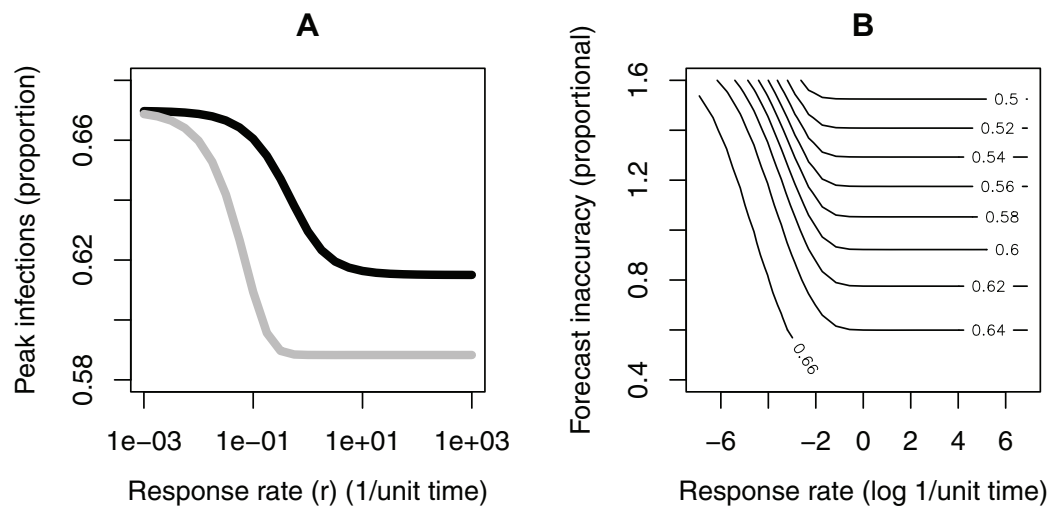 A
Peak infections (proportion)
0.66
0.62
0.58
1e−03
1e−01
1e+01
1e+03
Response rate (r) (1/unit time)
B
Forecast inaccuracy (proportional)
1.6
1.2
0.8
0.4
0.5
0.52
0.54
0.56
0.58
0.6
0.62
0.64
0.66
−6
−2
0
2
4
6
Response rate (log 1/unit time)